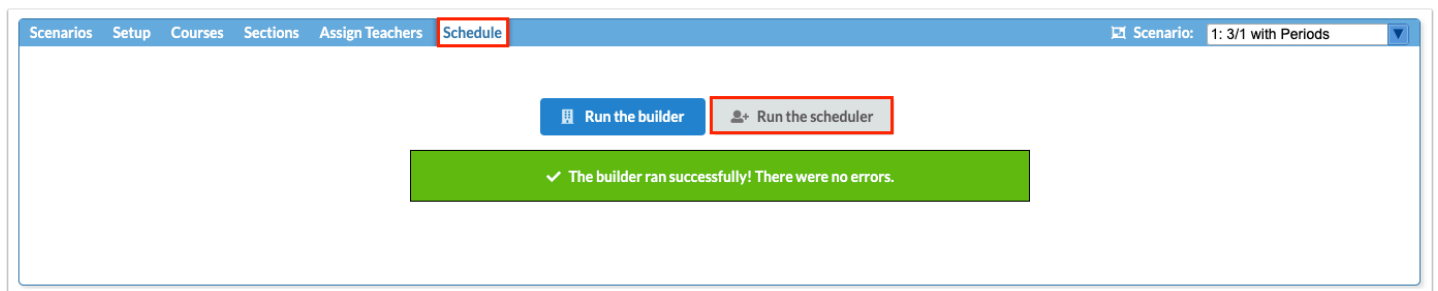 Scenarios Setup Courses Sections Assign Teachers Schedule Scenario: 1: 3/1 with Periods
Run the builder Run the scheduler
The builder ran successfully! There were no errors.